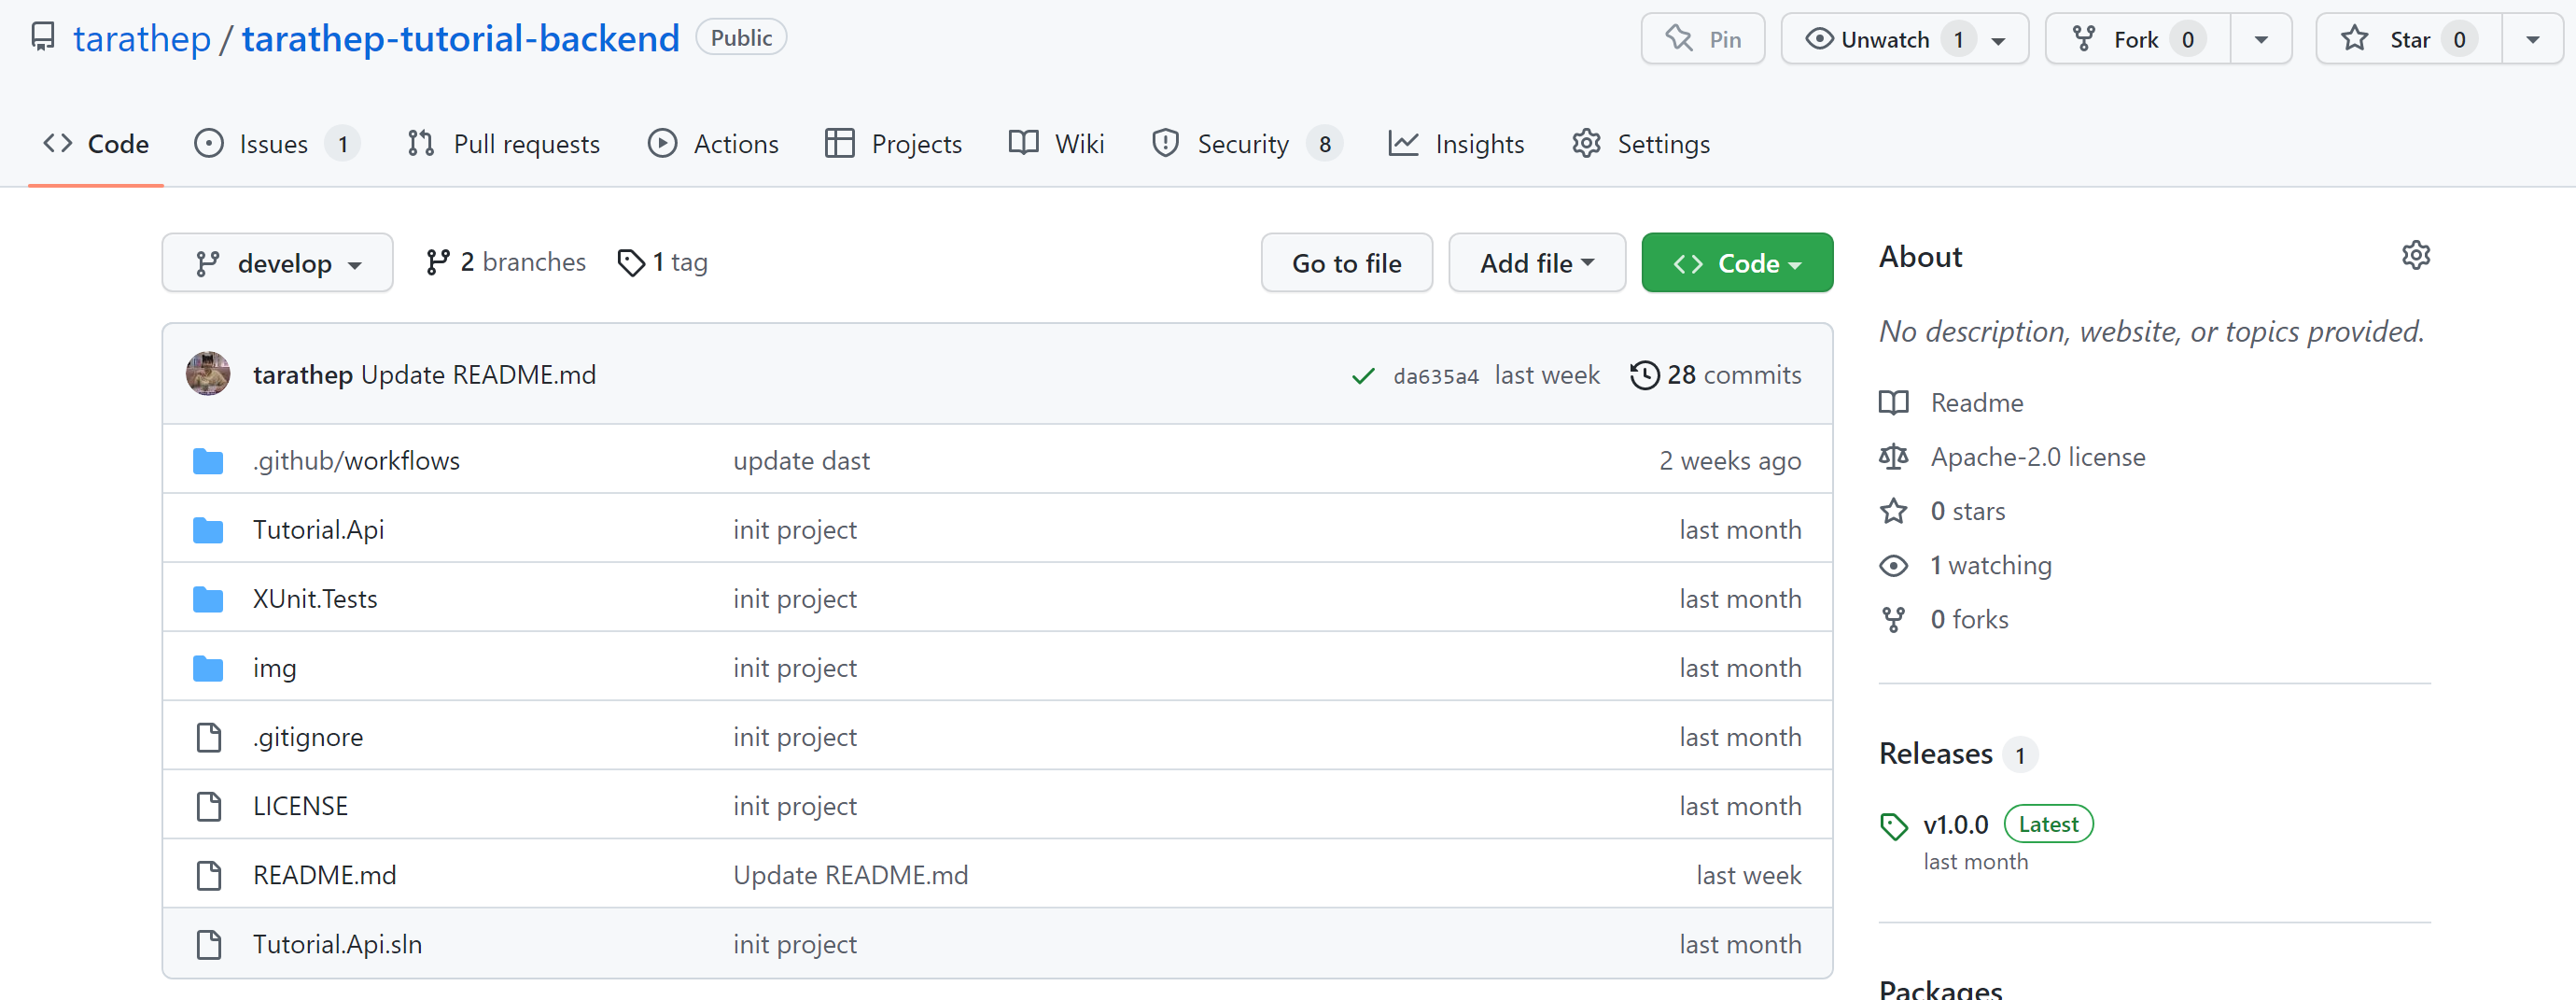 tarathep / tarathep-tutorial-backend Public Pin Unwatch 1 Fork 0 Star 0
Code Issues 1 Pull requests Actions Projects Wiki Security 8 Insights Settings
develop 2 branches 1 tag Go to file Add file Code
tarathep Update README.md da635a4 last week 28 commits
.github/workflows update dast 2 weeks ago
Tutorial.Api init project last month
XUnit.Tests init project last month
img init project last month
.gitignore init project last month
LICENSE init project last month
README.md Update README.md last week
Tutorial.Api.sln init project last month
About
No description, website, or topics provided.
Readme
Apache-2.0 license
0 stars
1 watching
0 forks
Releases 1
v1.0.0 Latest
last month
Packages